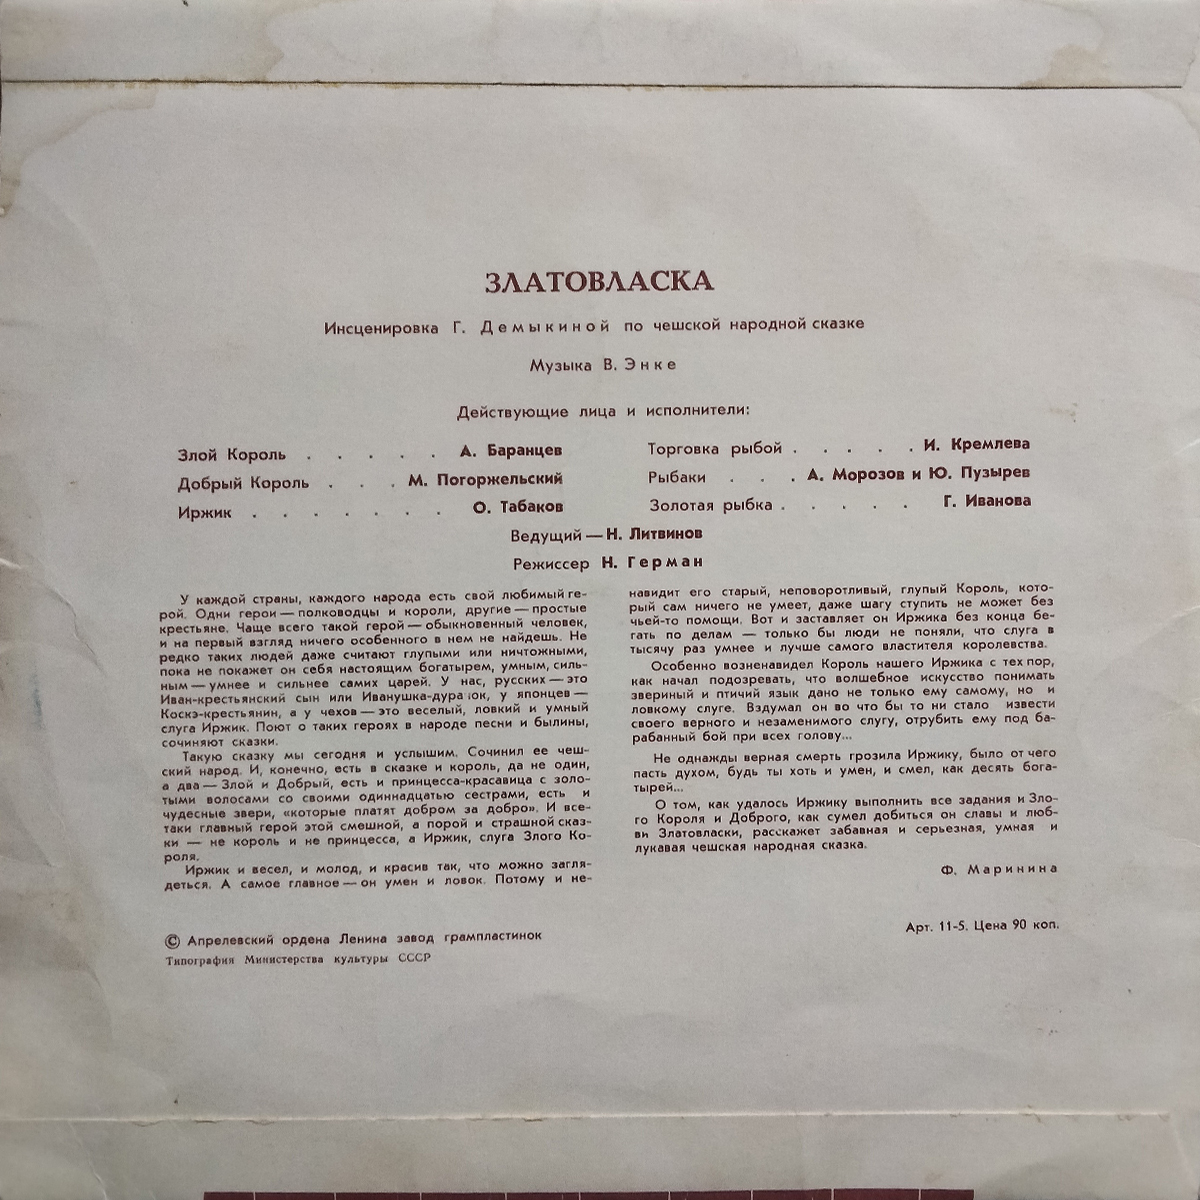 ЗЛАТОВЛАСКА
Инсценировка Г. Демыкиной по чешской народной сказке
Музыка В. Энке
Действующие лица и исполнители:
Злой Король . . . . . А. Баранцев
Добрый Король . . . М. Погоржельский
Иржик . . . . . . . О. Табаков
Торговка рыбой . . . . . И. Кремлева
Рыбаки . . . А. Морозов и Ю. Пузырев
Золотая рыбка . . . . . Г. Иванова
Ведущий — Н. Литвинов
Режиссер Н. Герман
У каждой страны, каждого народа есть свой любимый ге-
рой. Одни герои — полководцы и короли, другие — простые
крестьяне. Чаще всего такой герой — обыкновенный человек,
и на первый взгляд ничего особенного в нем не найдешь. Не
редко таких людей даже считают глупыми или ничтожными,
пока не покажет он себя настоящим богатырем, умным, силь-
ным — умнее и сильнее самих царей. У нас, русских — это
Иван-крестьянский сын или Иванушка-дурачок, у японцев —
Коскэ-крестьянин, а у чехов — это веселый, ловкий и умный
слуга Иржик. Поют о таких героях в народе песни и былины,
сочиняют сказки.
Такую сказку мы сегодня и услышим. Сочинил ее чеш-
ский народ. И, конечно, есть в сказке и король, да не один,
а два — Злой и Добрый, есть и принцесса-красавица с золо-
тыми волосами со своими одиннадцатью сестрами, есть и
чудесные звери, «которые платят добром за добро». И все-
таки главный герой этой смешной, а порой и страшной сказ-
ки — не король и не принцесса, а Иржик, слуга Злого Ко-
роля.
Иржик и весел, и молод, и красив так, что можно загля-
деться. А самое главное — он умен и ловок. Потому и не-
навидит его старый, неповоротливый, глупый Король, кото-
рый сам ничего не умеет, даже шагу ступить не может без
чьей-то помощи. Вот и заставляет он Иржика без конца бе-
гать по делам — только бы люди не поняли, что слуга в
тысячу раз умнее и лучше самого властителя королевства.
Особенно возненавидел Король нашего Иржика с тех пор,
как начал подозревать, что волшебное искусство понимать
звериный и птичий язык дано не только ему самому, но и
ловкому слуге. Вздумал он во что бы то ни стало извести
своего верного и незаменимого слугу, отрубить ему под ба-
рабанный бой при всех голову...
Не однажды верная смерть грозила Иржику, было от чего
пасть духом, будь ты хоть и умен, и смел, как десять бога-
тырей...
О том, как удалось Иржику выполнить все задания и Зло-
го Короля и Доброго, как сумел добиться он славы и люб-
ви Златовласки, расскажет забавная и серьезная, умная и
лукавая чешская народная сказка.
Ф. Маринина
© Апрелевский ордена Ленина завод грампластинок
Типография Министерства культуры СССР
Арт. 11-5. Цена 90 коп.